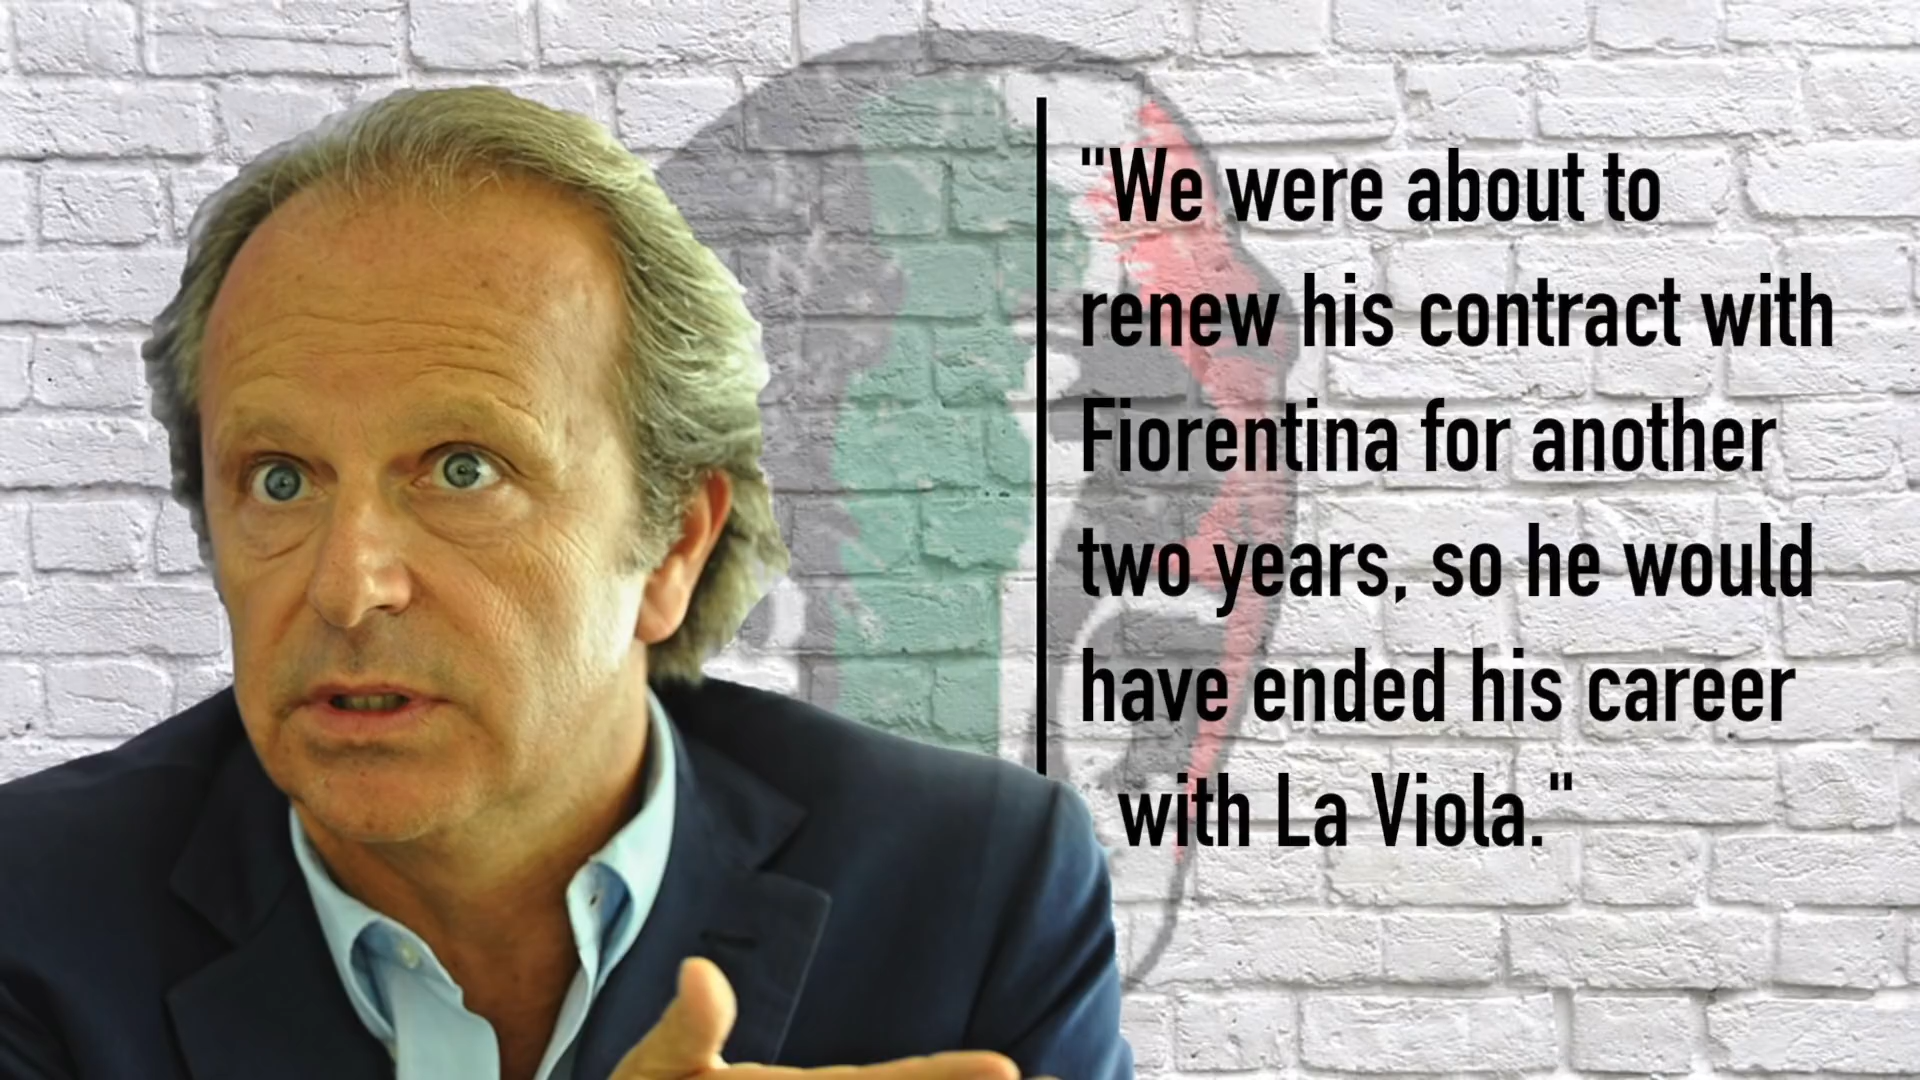 "We were about to
renew his contract with
Fiorentina for another
two years, so he would
have ended his career
with La Viola."